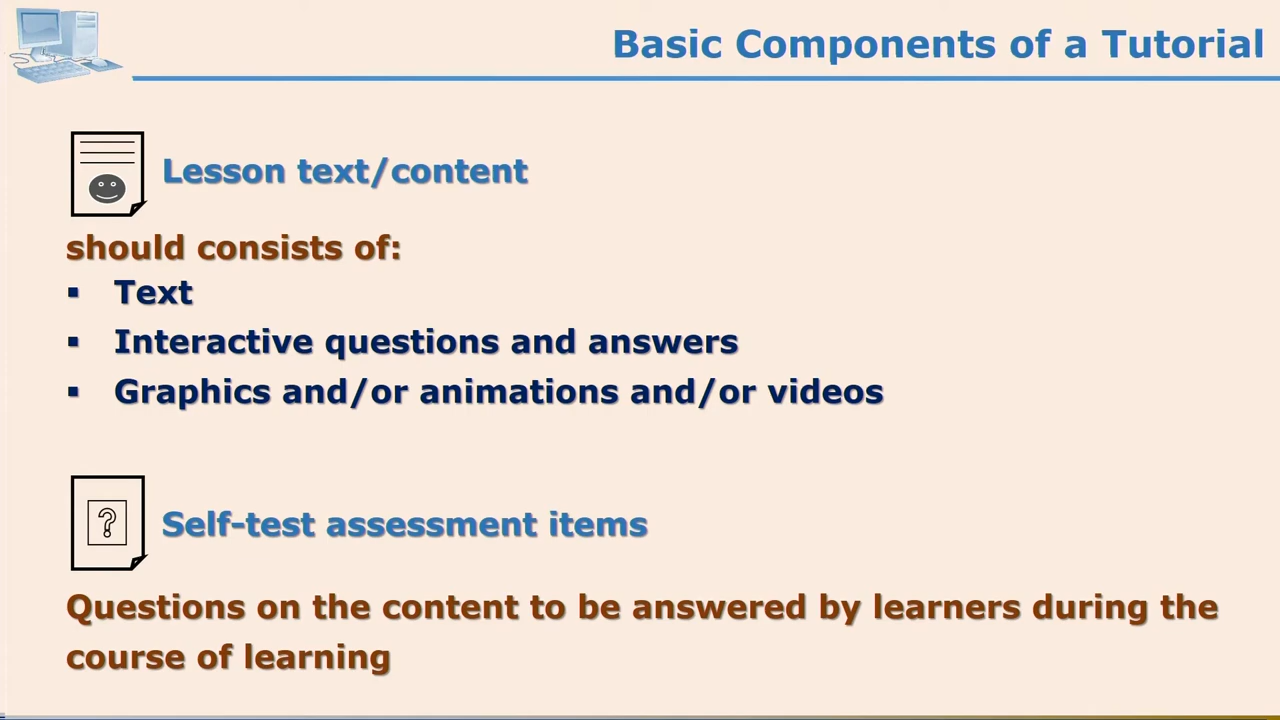 Basic Components of a Tutorial
Lesson text/content
should consists of:
▪ Text
▪ Interactive questions and answers
▪ Graphics and/or animations and/or videos
?
Self-test assessment items
Questions on the content to be answered by learners during the
course of learning